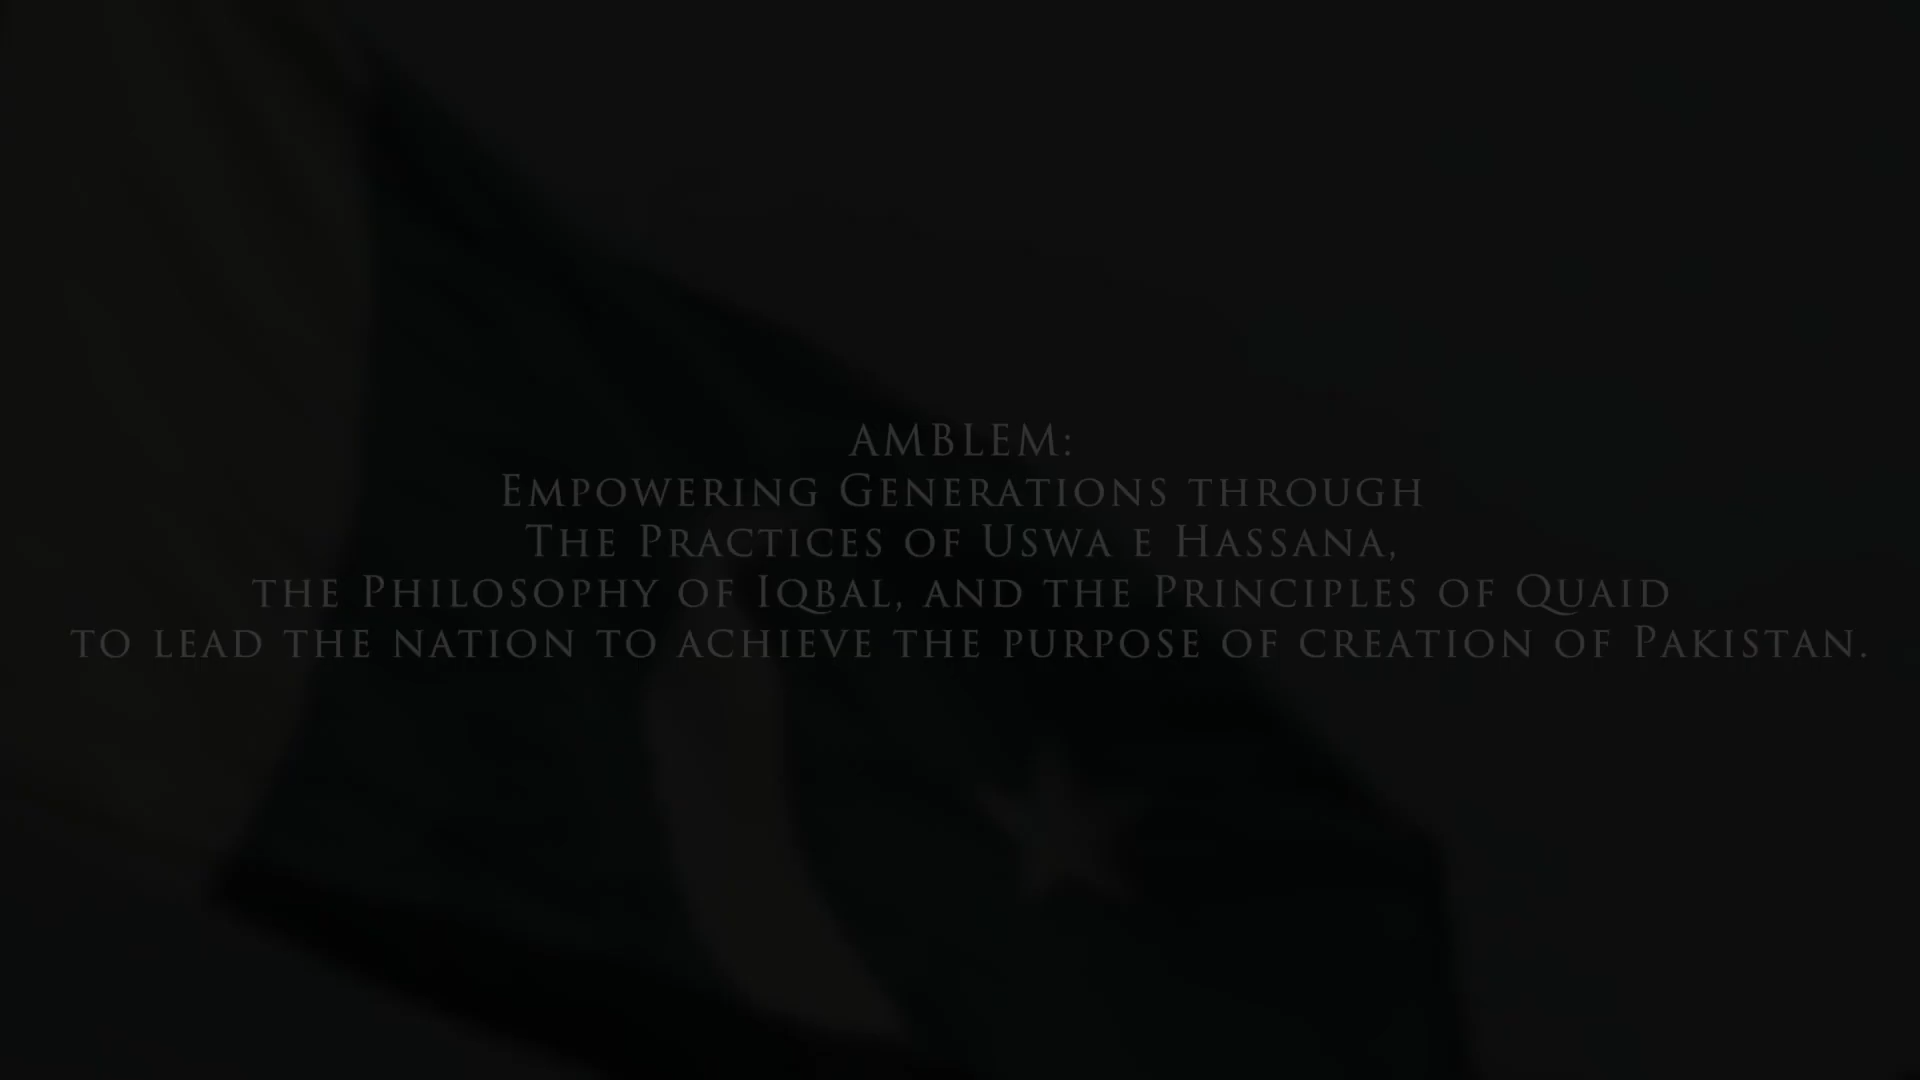 AMBLEM:
Empowering Generations through
The Practices of Uswa e Hassana,
the Philosophy of Iqbal, and the Principles of Quaid
to lead the nation to achieve the purpose of creation of Pakistan.